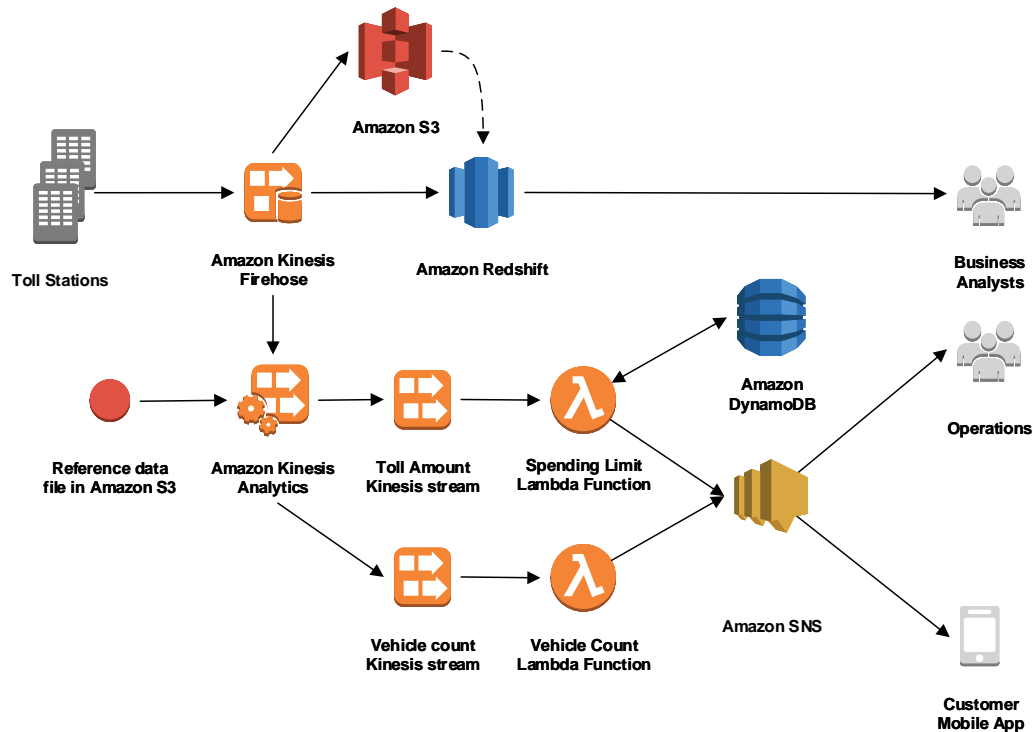 Amazon S3
Toll Stations
Amazon Kinesis
Firehose
Amazon Redshift
Business
Analysts
Reference data
file in Amazon S3
Amazon Kinesis
Analytics
Toll Amount
Kinesis stream
Spending Limit
Lambda Function
Amazon
DynamoDB
Operations
Vehicle count
Kinesis stream
Vehicle Count
Lambda Function
Amazon SNS
Customer
Mobile App